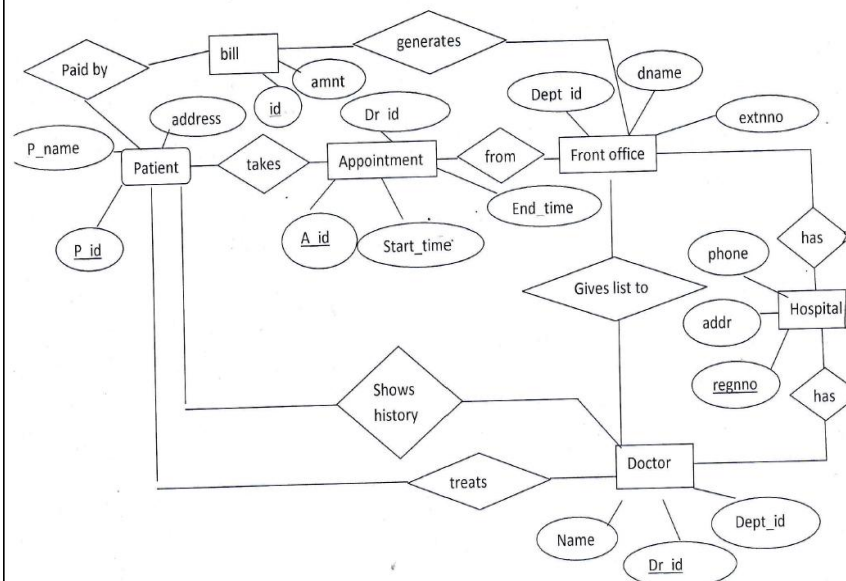 generates
bill
Paid by
amnt
dname
Dept id
id
Dr id
address
extnno
P_name
Patient
takes
Appointment
from
Front office
End_time
A_id
Start_time
P_id
has
phone
Gives list to
Hospital
addr
regnno
has
Shows
history
Doctor
treats
Dept_id
Name
Dr_id